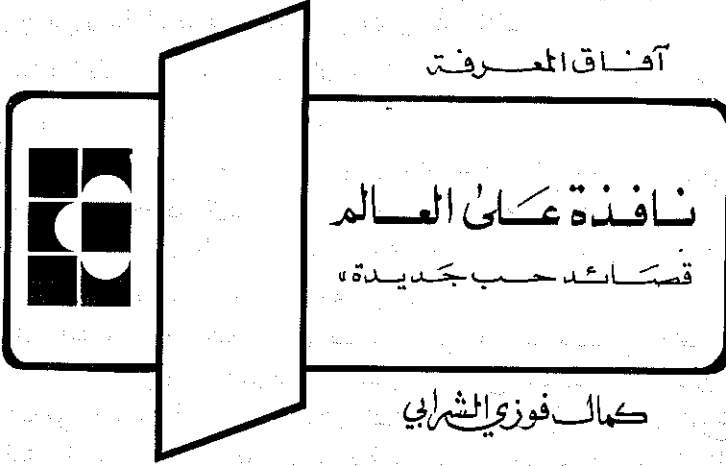 آفاق المعرفة
نافذة على العالم
قصائد حب جديدة"
كمال فوزي الشرابي